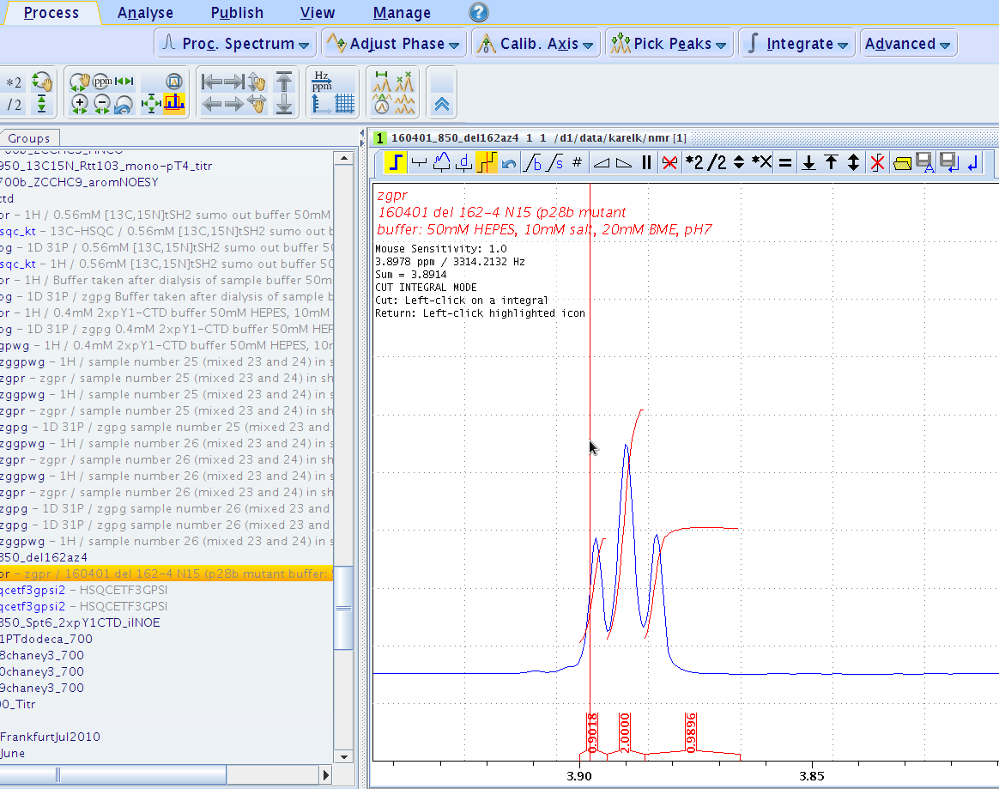 Process Analyse Publish View Manage ?
Proc. Spectrum Adjust Phase Calib. Axis Pick Peaks Integrate Advanced
*2 ppm Hz ppm
/2
Groups
950_13C15N_Rtt103_mono-pT4_titr
700b_ZCCHC9_aromNOESY
ctd
pr - 1H / 0.56mM [13C,15N]tSH2 sumo out buffer 50mM
sqc_kt - 13C-HSQC / 0.56mM [13C,15N]tSH2 sumo out b
pg - 1D 31P / 0.56mM [13C,15N]tSH2 sumo out buffer 50
sqc_kt - 1H / 0.56mM [13C,15N]tSH2 sumo out buffer 50
pr - 1H / Buffer taken after dialysis of sample buffer 50m
pg - 1D 31P / zgpg Buffer taken after dialysis of sample b
pr - 1H / 0.4mM 2xpY1-CTD buffer 50mM HEPES, 10mM
pg - 1D 31P / zgpg 0.4mM 2xpY1-CTD buffer 50mM HEP
gpwg - 1H / 0.4mM 2xpY1-CTD buffer 50mM HEPES, 10m
zggpwg - 1H / sample number 25 (mixed 23 and 24) in s
zgpr - zgpr / sample number 25 (mixed 23 and 24) in sh
zggpwg - 1H / sample number 25 (mixed 23 and 24) in s
zgpr - zgpr / sample number 25 (mixed 23 and 24) in sh
zgpg - 1D 31P / zgpg sample number 25 (mixed 23 and
zggpwg - 1H / sample number 26 (mixed 23 and 24) in s
zgpr - zgpr / sample number 26 (mixed 23 and 24) in sh
zggpwg - 1H / sample number 26 (mixed 23 and 24) in s
zgpr - zgpr / sample number 26 (mixed 23 and 24) in sh
zgpg - 1D 31P / zgpg sample number 26 (mixed 23 and
zgpg - 1D 31P / zgpg sample number 26 (mixed 23 and
zggpwg - 1H / sample number 26 (mixed 23 and 24) in s
850_del162az4
pr - zgpr / 160401 del 162-4 N15 (p28b mutant buffer:
qcetf3gpsi2 - HSQCETF3GPSI
qcetf3gpsi2 - HSQCETF3GPSI
850_Spt6_2xpY1CTD_iINOE
1PTdodeca_700
8chaney3_700
0chaney3_700
9chaney3_700
00_Titr
FrankfurtJul2010
June
1 160401_850_del162az4 1 1 /d1/data/karelk/nmr [1]
*2 /2
zgpr
160401 del 162-4 N15 (p28b mutant
buffer: 50mM HEPES, 10mM salt, 20mM BME, pH7
Mouse Sensitivity: 1.0
3.8978 ppm / 3314.2132 Hz
Sum = 3.8914
CUT INTEGRAL MODE
Cut: Left-click on a integral
Return: Left-click highlighted icon
0.9018 2.0000 0.9896
3.90 3.85